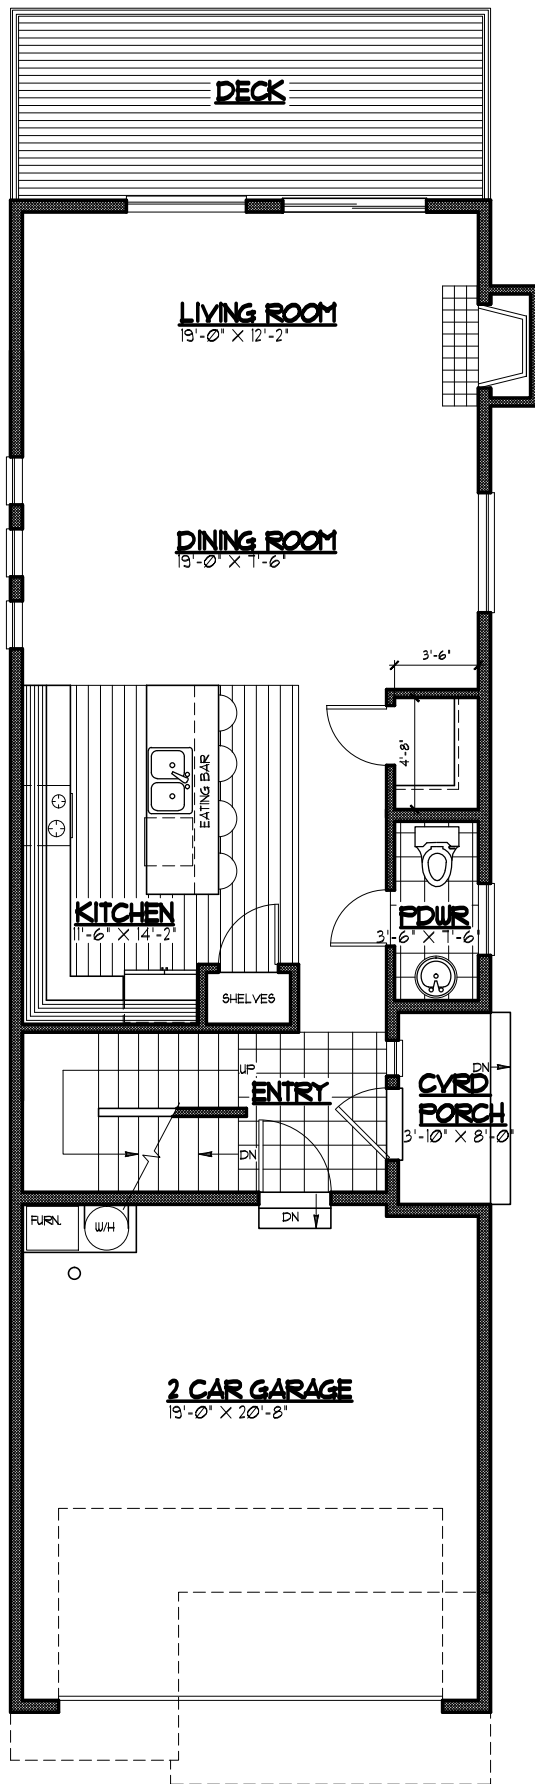 DECK
LIVING ROOM
19'-0" X 12'-2"
DINING ROOM
19'-0" X 7'-6"
3'-6"
4'-8"
EATING BAR
KITCHEN
11'-6" X 14'-2"
PDWR
3'-6" X 7'-6"
SHELVES
UP
ENTRY
DN
CVRD
PORCH
3'-10" X 8'-0"
DN
DN
FURN.
W/H
2 CAR GARAGE
19'-0" X 20'-8"